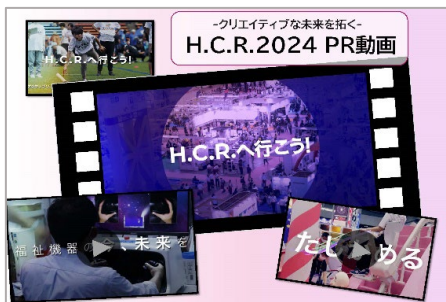 -クリエイティブな未来を拓く-
H.C.R.2024 PR動画
H.C.R.へ行こう!
H.C.R.へ行こう!
福祉機器の 、未来を
たし める